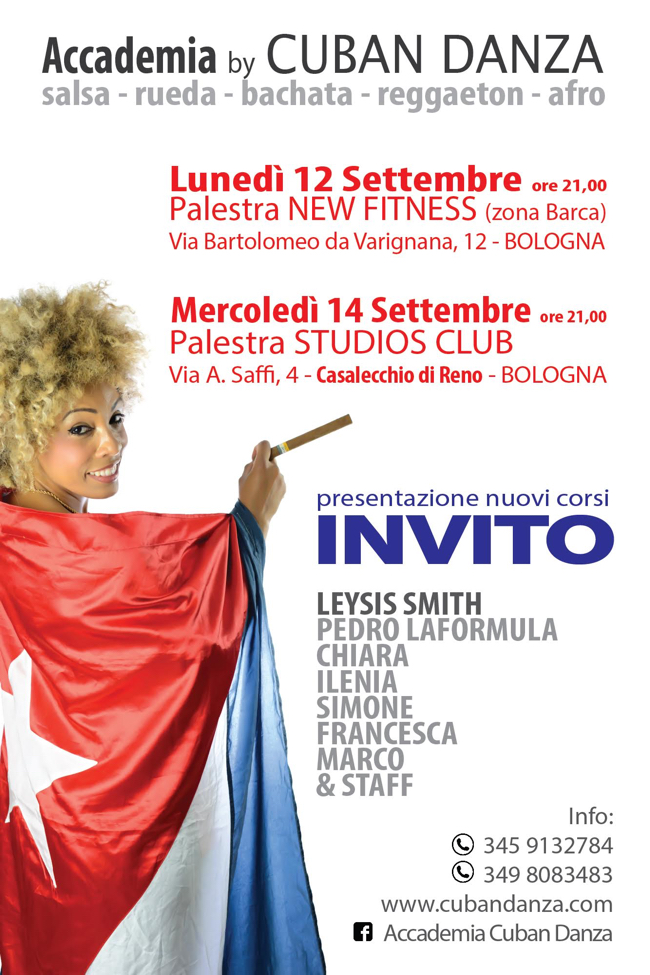 Accademia by CUBAN DANZA
salsa - rueda - bachata - reggaeton - afro
Lunedì 12 Settembre ore 21,00
Palestra NEW FITNESS (zona Barca)
Via Bartolomeo da Varignana, 12 - BOLOGNA
Mercoledì 14 Settembre ore 21,00
Palestra STUDIOS CLUB
Via A. Saffi, 4 - Casalecchio di Reno - BOLOGNA
presentazione nuovi corsi
INVITO
LEYSIS SMITH
PEDRO LAFORMULA
CHIARA
ILENIA
SIMONE
FRANCESCA
MARCO
& STAFF
Info:
345 9132784
349 8083483
www.cubandanza.com
Accademia Cuban Danza